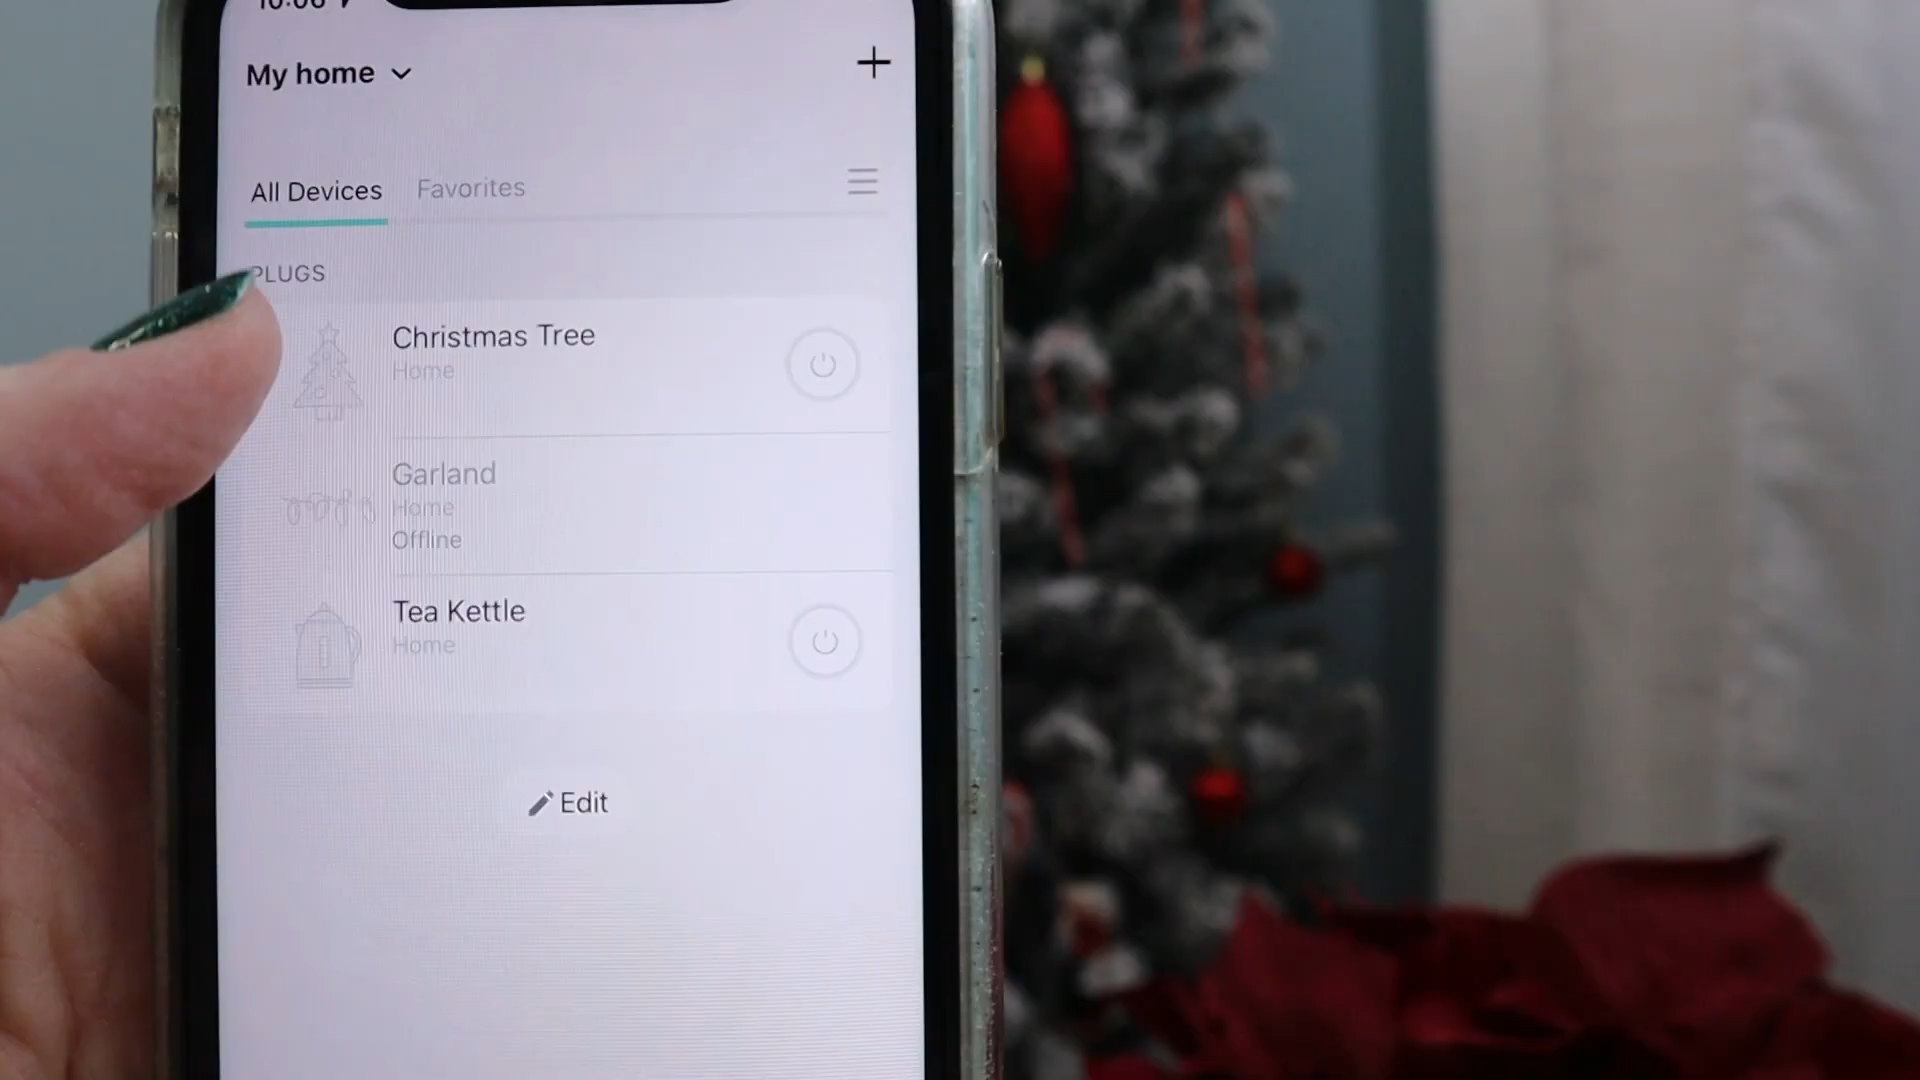 My home
All Devices
Favorites
PLUGS
Christmas Tree
Home
Garland
Home
Offline
Tea Kettle
Home
Edit